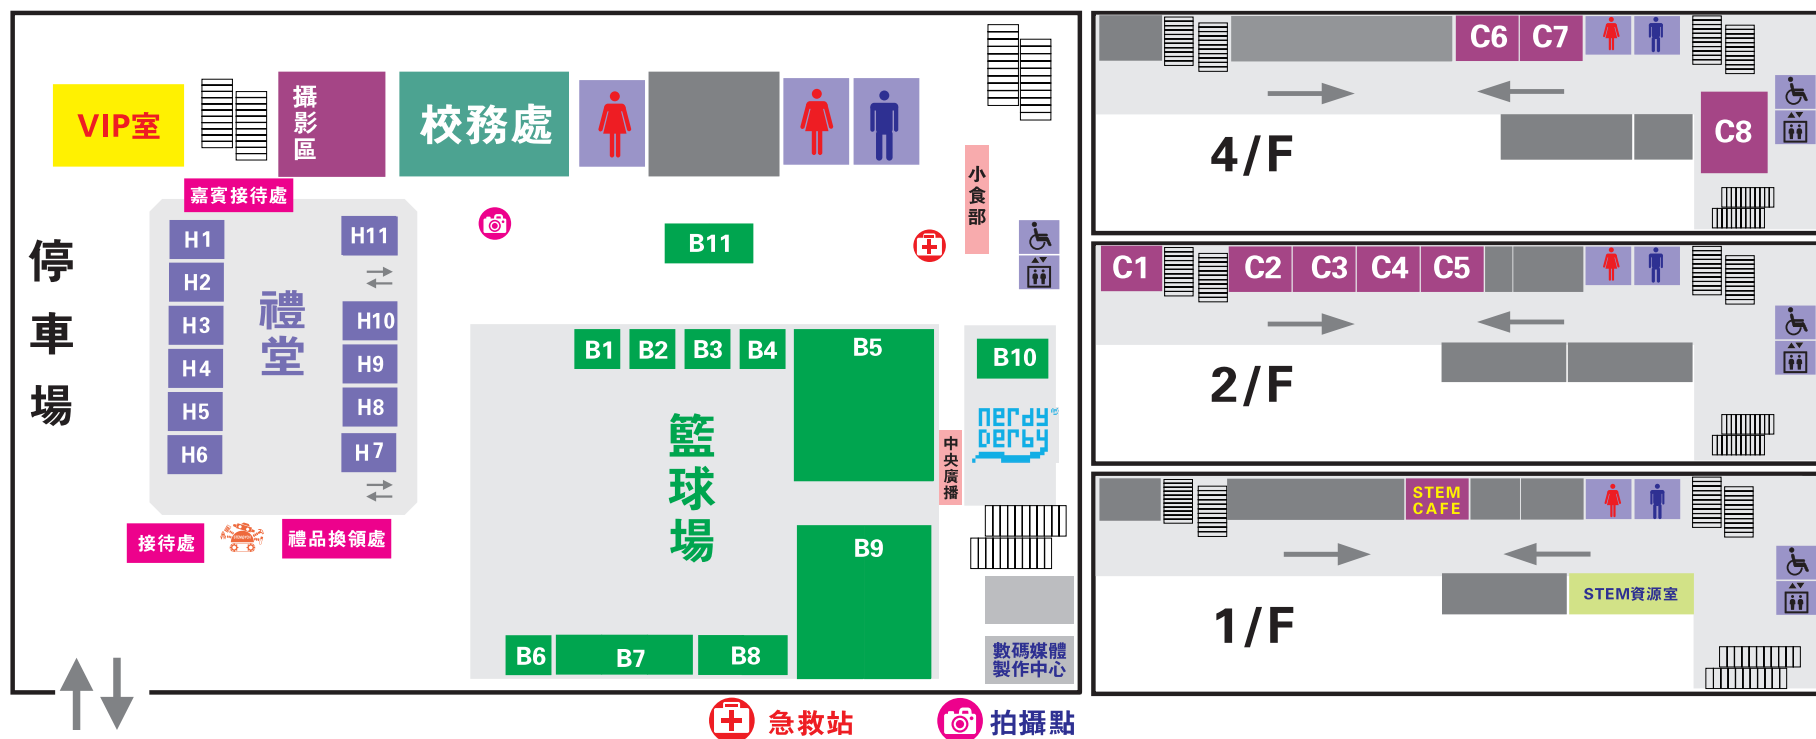 VIP室
攝影區
校務處
嘉賓接待處
小食部
停車場
禮堂
H1
H2
H3
H4
H5
H6
H11
H10
H9
H8
H7
接待處
禮品換領處
B11
B1
B2
B3
B4
B5
B10
nerdy
Derby
籃球場
中央廣播
B9
B6
B7
B8
數碼媒體
製作中心
急救站
拍攝點
C6
C7
C8
4/F
C1
C2
C3
C4
C5
2/F
STEM
CAFE
STEM資源室
1/F